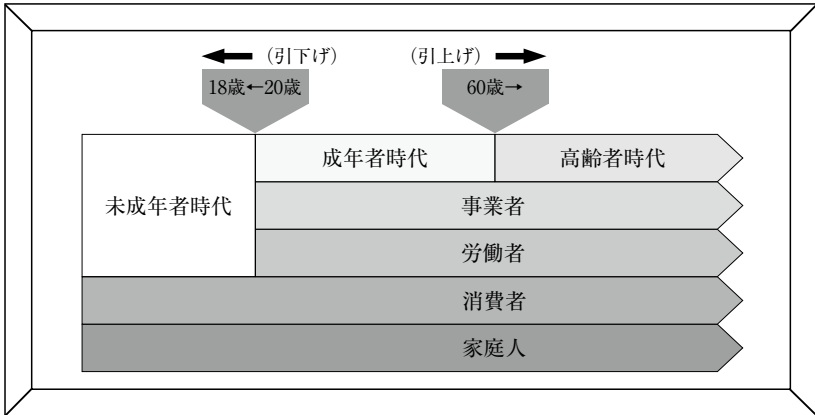 (引下げ)
(引上げ)
18歳←20歳
60歳→
成年者時代
高齢者時代
未成年者時代
事業者
労働者
消費者
家庭人